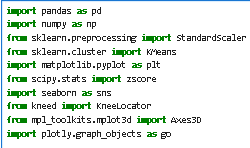 import pandas as pd
import numpy as np
from sklearn.preprocessing import StandardScaler
from sklearn.cluster import KMeans
import matplotlib.pyplot as plt
from scipy.stats import zscore
import seaborn as sns
from kneed import KneeLocator
from mpl_toolkits.mplot3d import Axes3D
import plotly.graph_objects as go